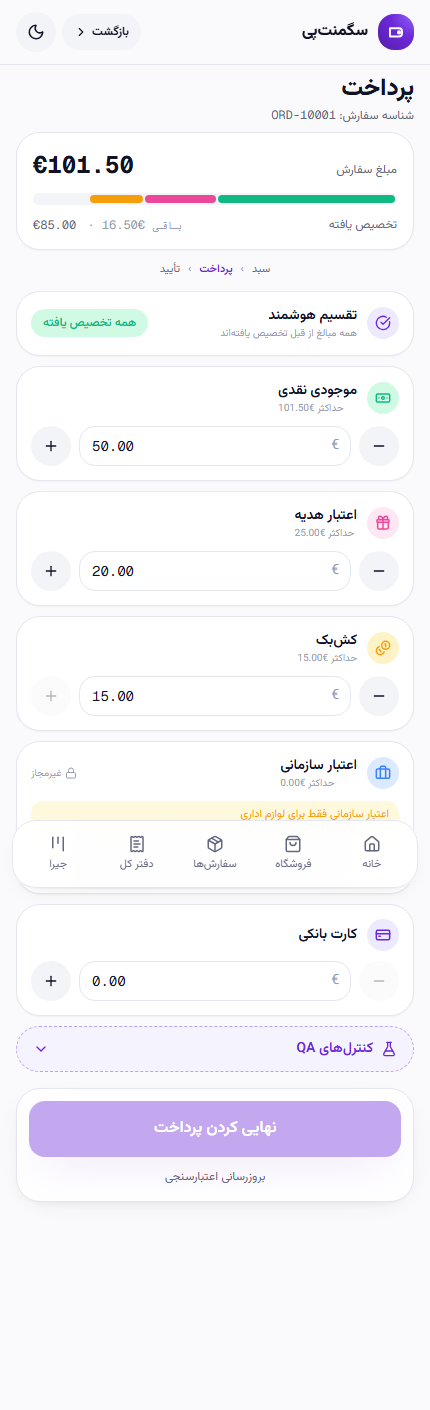 سگمنت‌پی
بازگشت
پرداخت
شناسه سفارش: ORD-10001
مبلغ سفارش
€101.50
تخصیص یافته
€85.00 · باقی 16.50€
سبد › پرداخت › تأیید
تقسیم هوشمند
همه مبالغ از قبل تخصیص یافته‌اند
همه تخصیص یافته
موجودی نقدی
حداکثر 101.50€
−
€
50.00
+
اعتبار هدیه
حداکثر 25.00€
−
€
20.00
+
کش‌بک
حداکثر 15.00€
−
€
15.00
+
اعتبار سازمانی
حداکثر 0.00€
غیرمجاز
اعتبار سازمانی فقط برای لوازم اداری
خانه
فروشگاه
سفارش‌ها
دفتر کل
جیرا
کارت بانکی
−
€
0.00
+
کنترل‌های QA
نهایی کردن پرداخت
بروزرسانی اعتبارسنجی